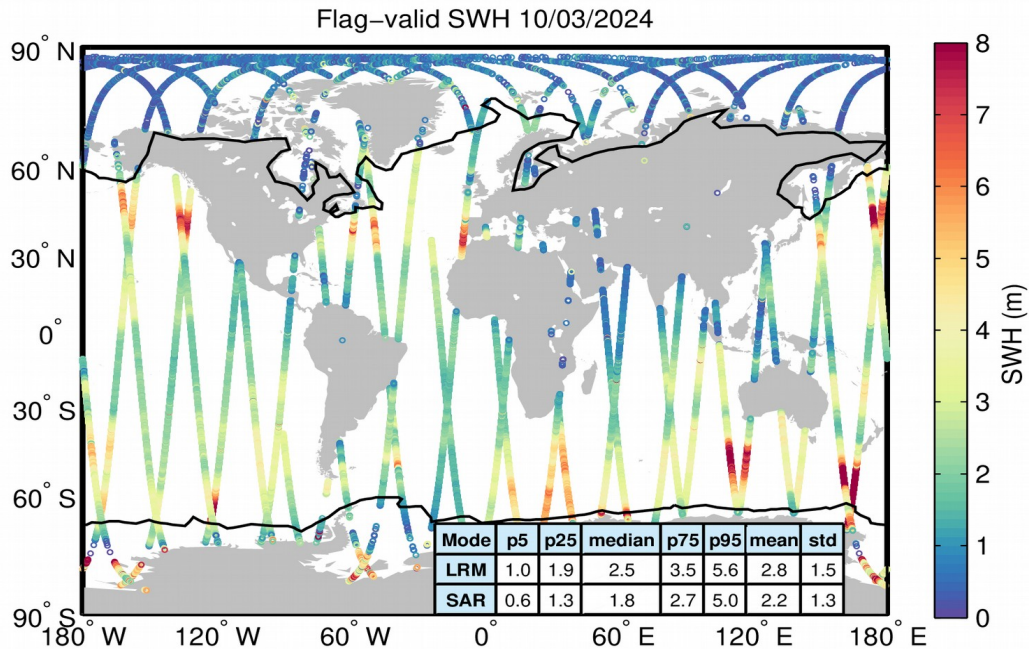 Flag−valid SWH 10/03/2024
90° N
60° N
30° N
0°
30° S
60° S
90° S
180° W 120° W 60° W 0° 60° E 120° E 180° E
8
7
6
5
4
3
2
1
0
SWH (m)
Mode p5 p25 median p75 p95 mean std
LRM 1.0 1.9 2.5 3.5 5.6 2.8 1.5
SAR 0.6 1.3 1.8 2.7 5.0 2.2 1.3